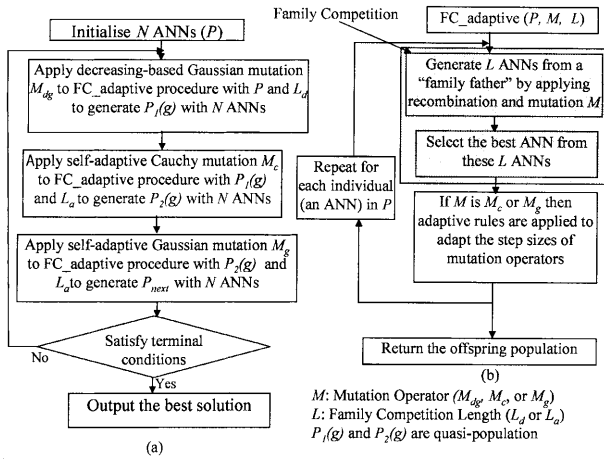 Initialise N ANNs (P)
Apply decreasing-based Gaussian mutation
M_dg to FC_adaptive procedure with P and L_d
to generate P_1(g) with N ANNs
Apply self-adaptive Cauchy mutation M_c
to FC_adaptive procedure with P_1(g)
and L_a to generate P_2(g) with N ANNs
Apply self-adaptive Gaussian mutation M_g
to FC_adaptive procedure with P_2(g) and
L_a to generate P_next with N ANNs
Satisfy terminal
conditions
No
Yes
Output the best solution
(a)
Family Competition
FC_adaptive (P, M, L)
Generate L ANNs from a
"family father" by applying
recombination and mutation M
Select the best ANN from
these L ANNs
Repeat for
each individual
(an ANN) in P
If M is M_c or M_g then
adaptive rules are applied to
adapt the step sizes of
mutation operators
Return the offspring population
(b)
M: Mutation Operator (M_dg, M_c, or M_g)
L: Family Competition Length (L_d or L_a)
P_1(g) and P_2(g) are quasi-population